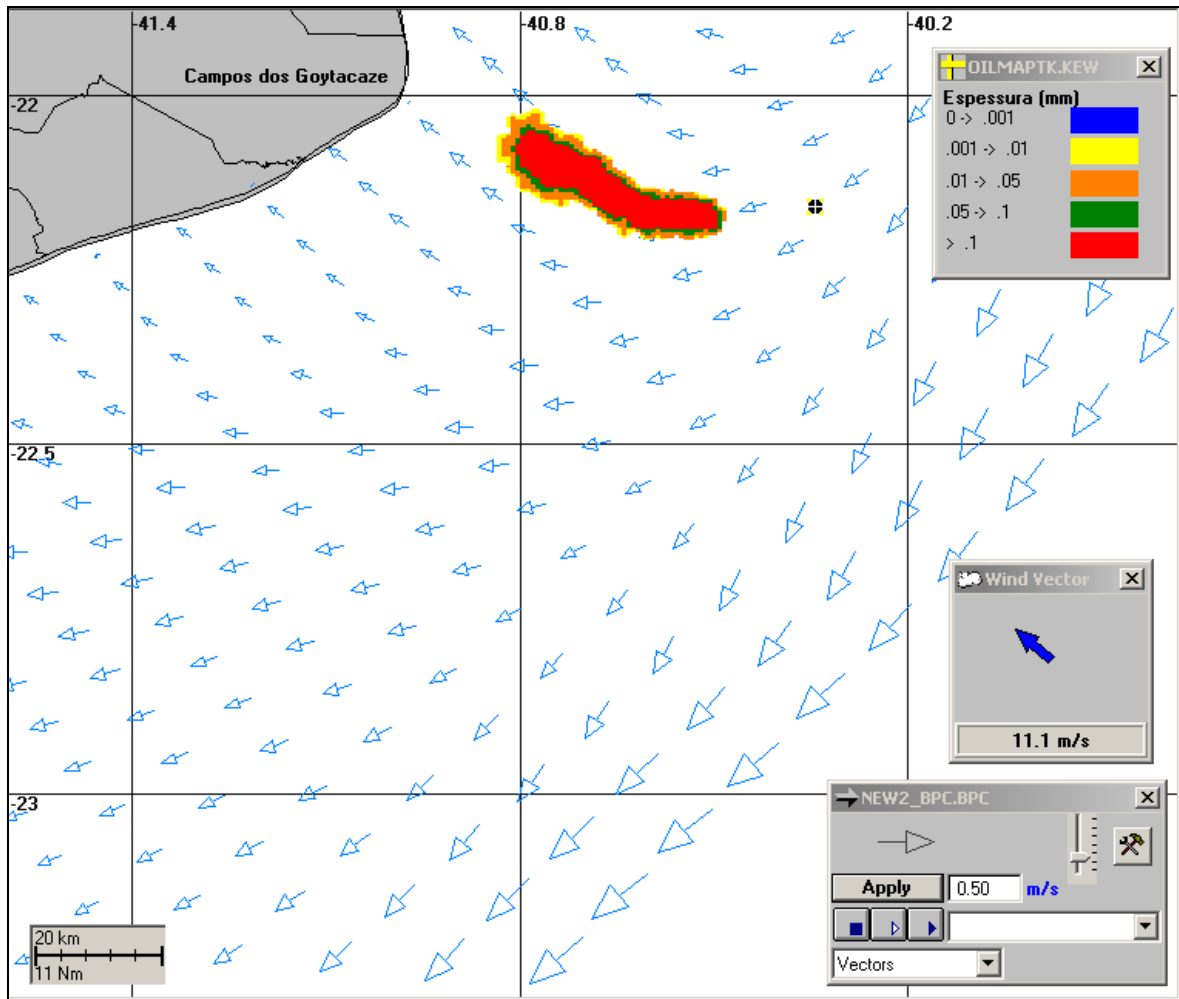 -41.4
-40.8
-40.2
Campos dos Goytacaze
-22
-22.5
-23
OILMAPTK.KEW
Espessura (mm)
0 -> .001
.001 -> .01
.01 -> .05
.05 -> .1
> .1
Wind Vector
11.1 m/s
NEW2_BPC.BPC
Apply
0.50
m/s
Vectors
20 km
11 Nm